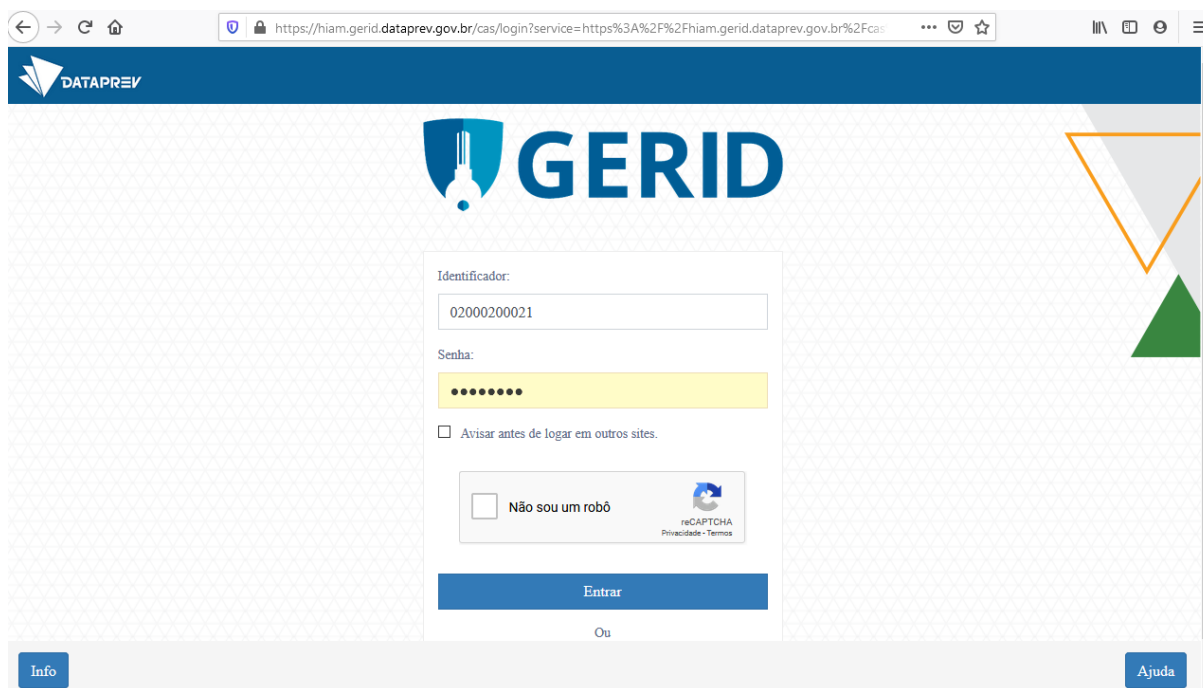 https://hiam.gerid.dataprev.gov.br/cas/login?service=https%3A%2F%2Fhiam.gerid.dataprev.gov.br%2Fcas
DATAPREV
GERID
Identificador:
02000200021
Senha:
••••••••
Avisar antes de logar em outros sites.
Não sou um robô
reCAPTCHA
Privacidade - Termos
Entrar
Ou
Info
Ajuda